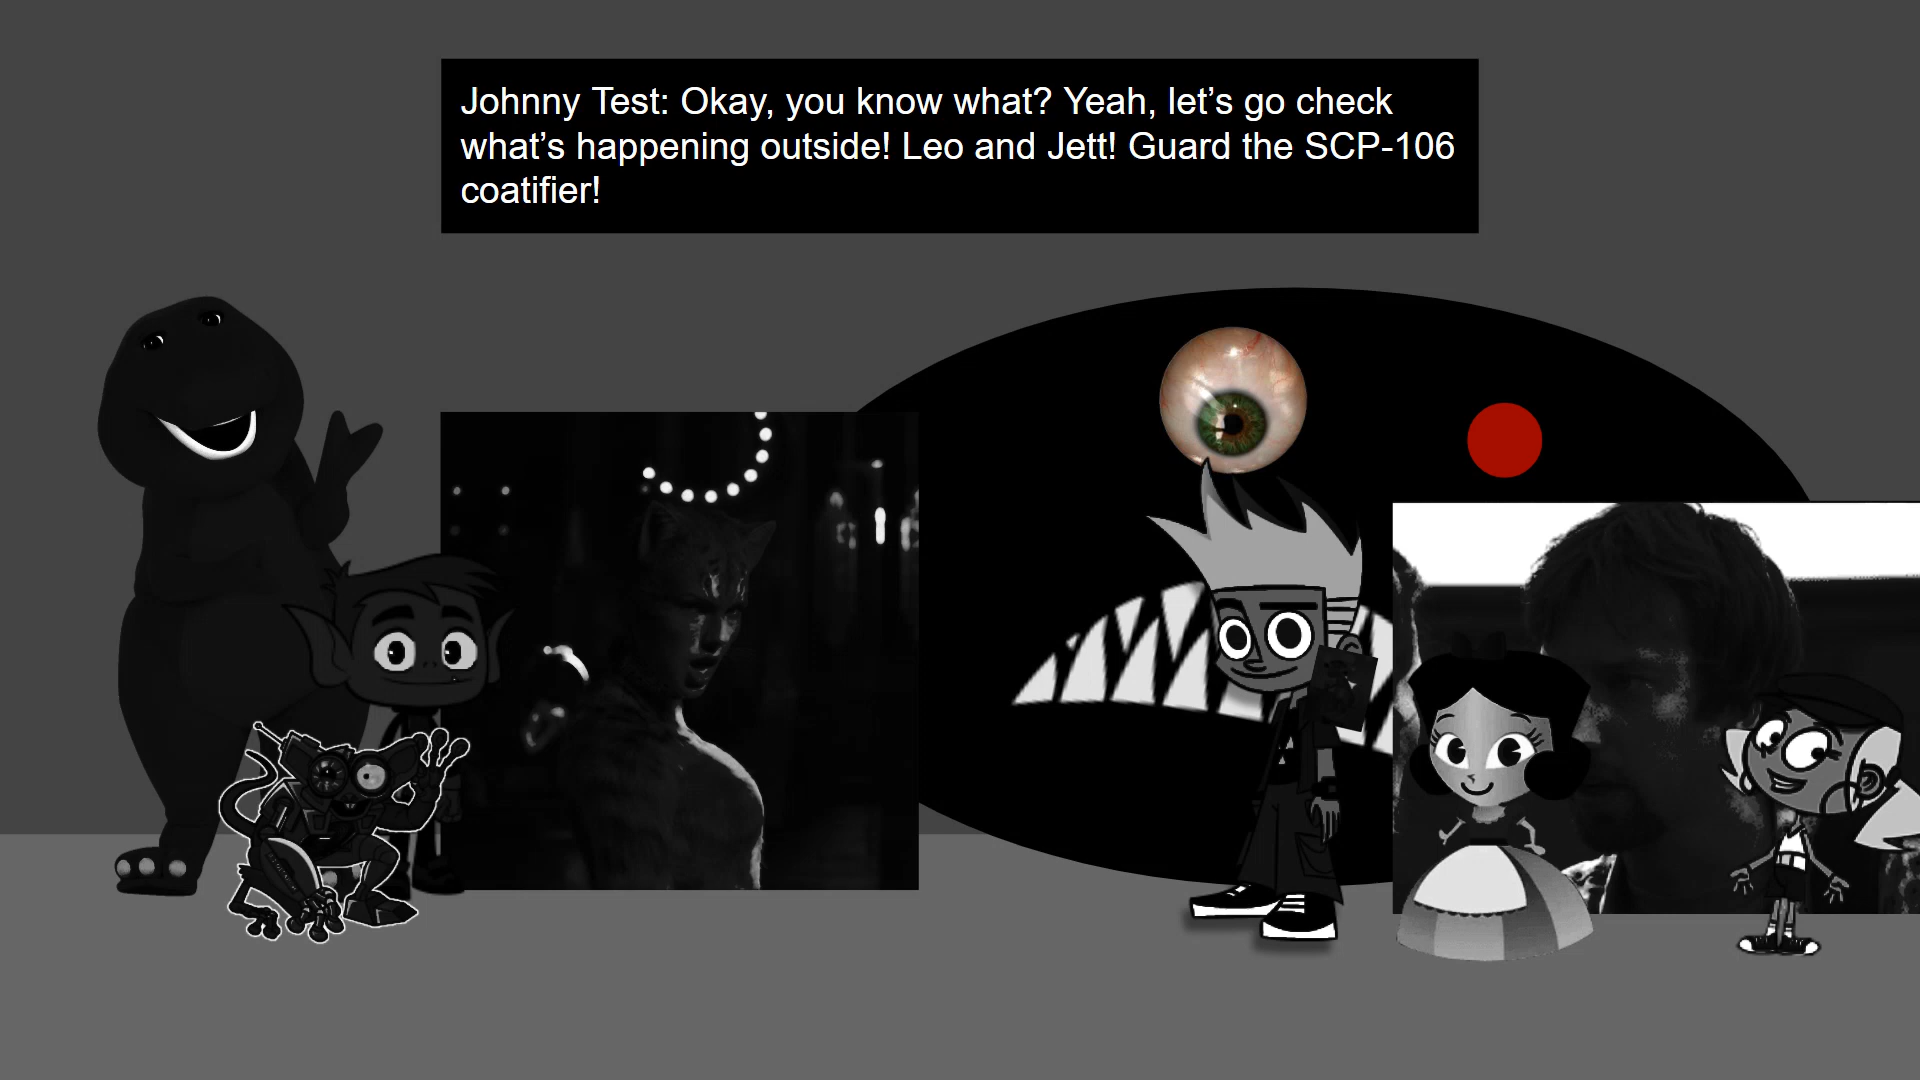 Johnny Test: Okay, you know what? Yeah, let’s go check
what’s happening outside! Leo and Jett! Guard the SCP-106
coatifier!